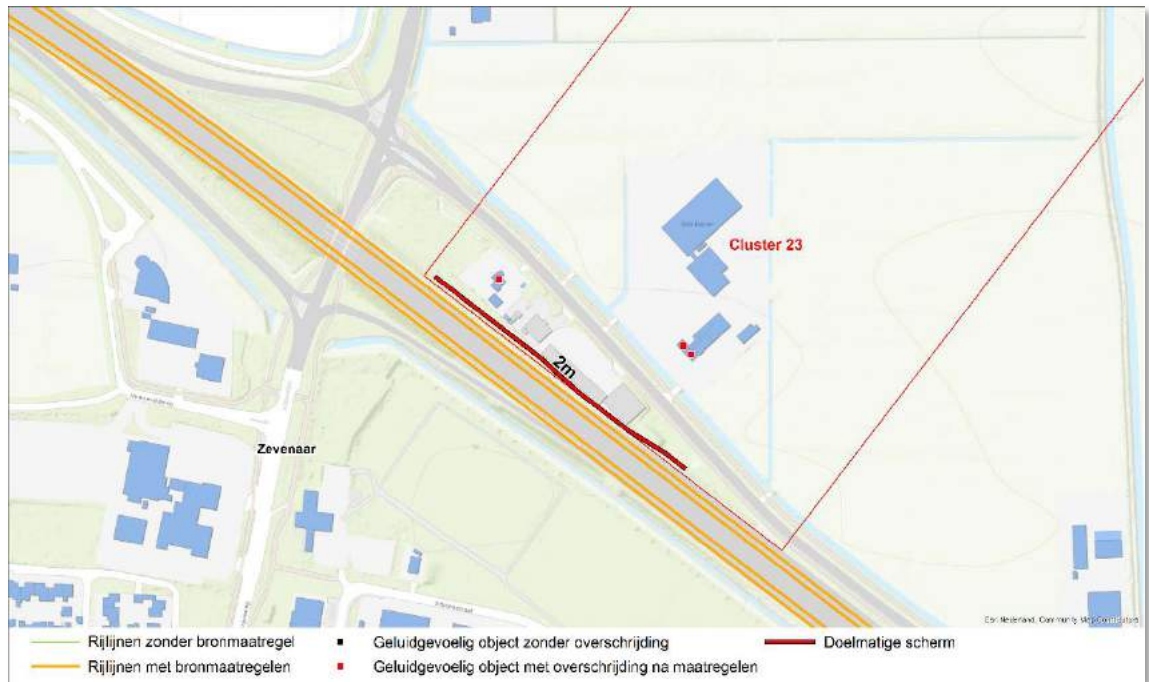 Cluster 23
2m
Zevenaar
Esri Nederland, Community Map Contributors
Rijlijnen zonder bronmaatregel
Geluidgevoelig object zonder overschrijding
Doelmatige scherm
Rijlijnen met bronmaatregelen
Geluidgevoelig object met overschrijding na maatregelen